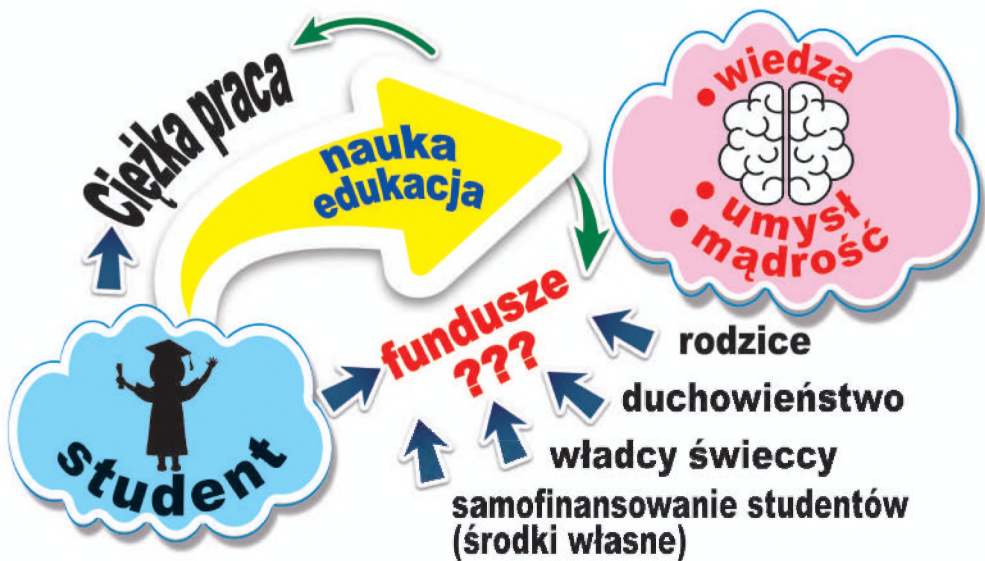 Ciężka praca
nauka
edukacja
• wiedza
• umysł
• mądrość
student
fundusze
???
rodzice
duchowieństwo
władcy świeccy
samofinansowanie studentów
(środki własne)